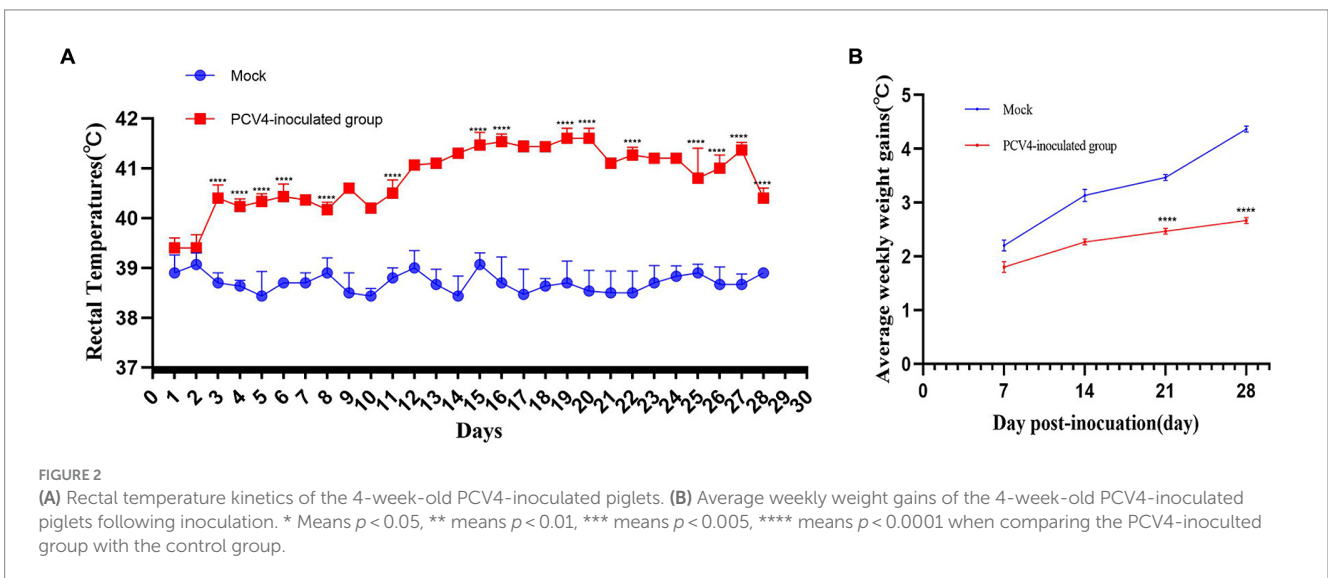 A
Mock
PCV4-inoculated group
42
41
40
39
38
37
Rectal Temperatures(℃)
**** **** **** **** **** **** **** **** **** **** **** **** **** **** ****
0 1 2 3 4 5 6 7 8 9 10 11 12 13 14 15 16 17 18 19 20 21 22 23 24 25 26 27 28 29 30
Days
B
Mock
PCV4-inoculated group
5
4
3
2
1
0
Average weekly weight gains(℃)
**** ****
0 7 14 21 28
Day post-inocuation(day)
FIGURE 2
(A) Rectal temperature kinetics of the 4-week-old PCV4-inoculated piglets. (B) Average weekly weight gains of the 4-week-old PCV4-inoculated
piglets following inoculation. * Means p < 0.05, ** means p < 0.01, *** means p < 0.005, **** means p < 0.0001 when comparing the PCV4-inoculted
group with the control group.